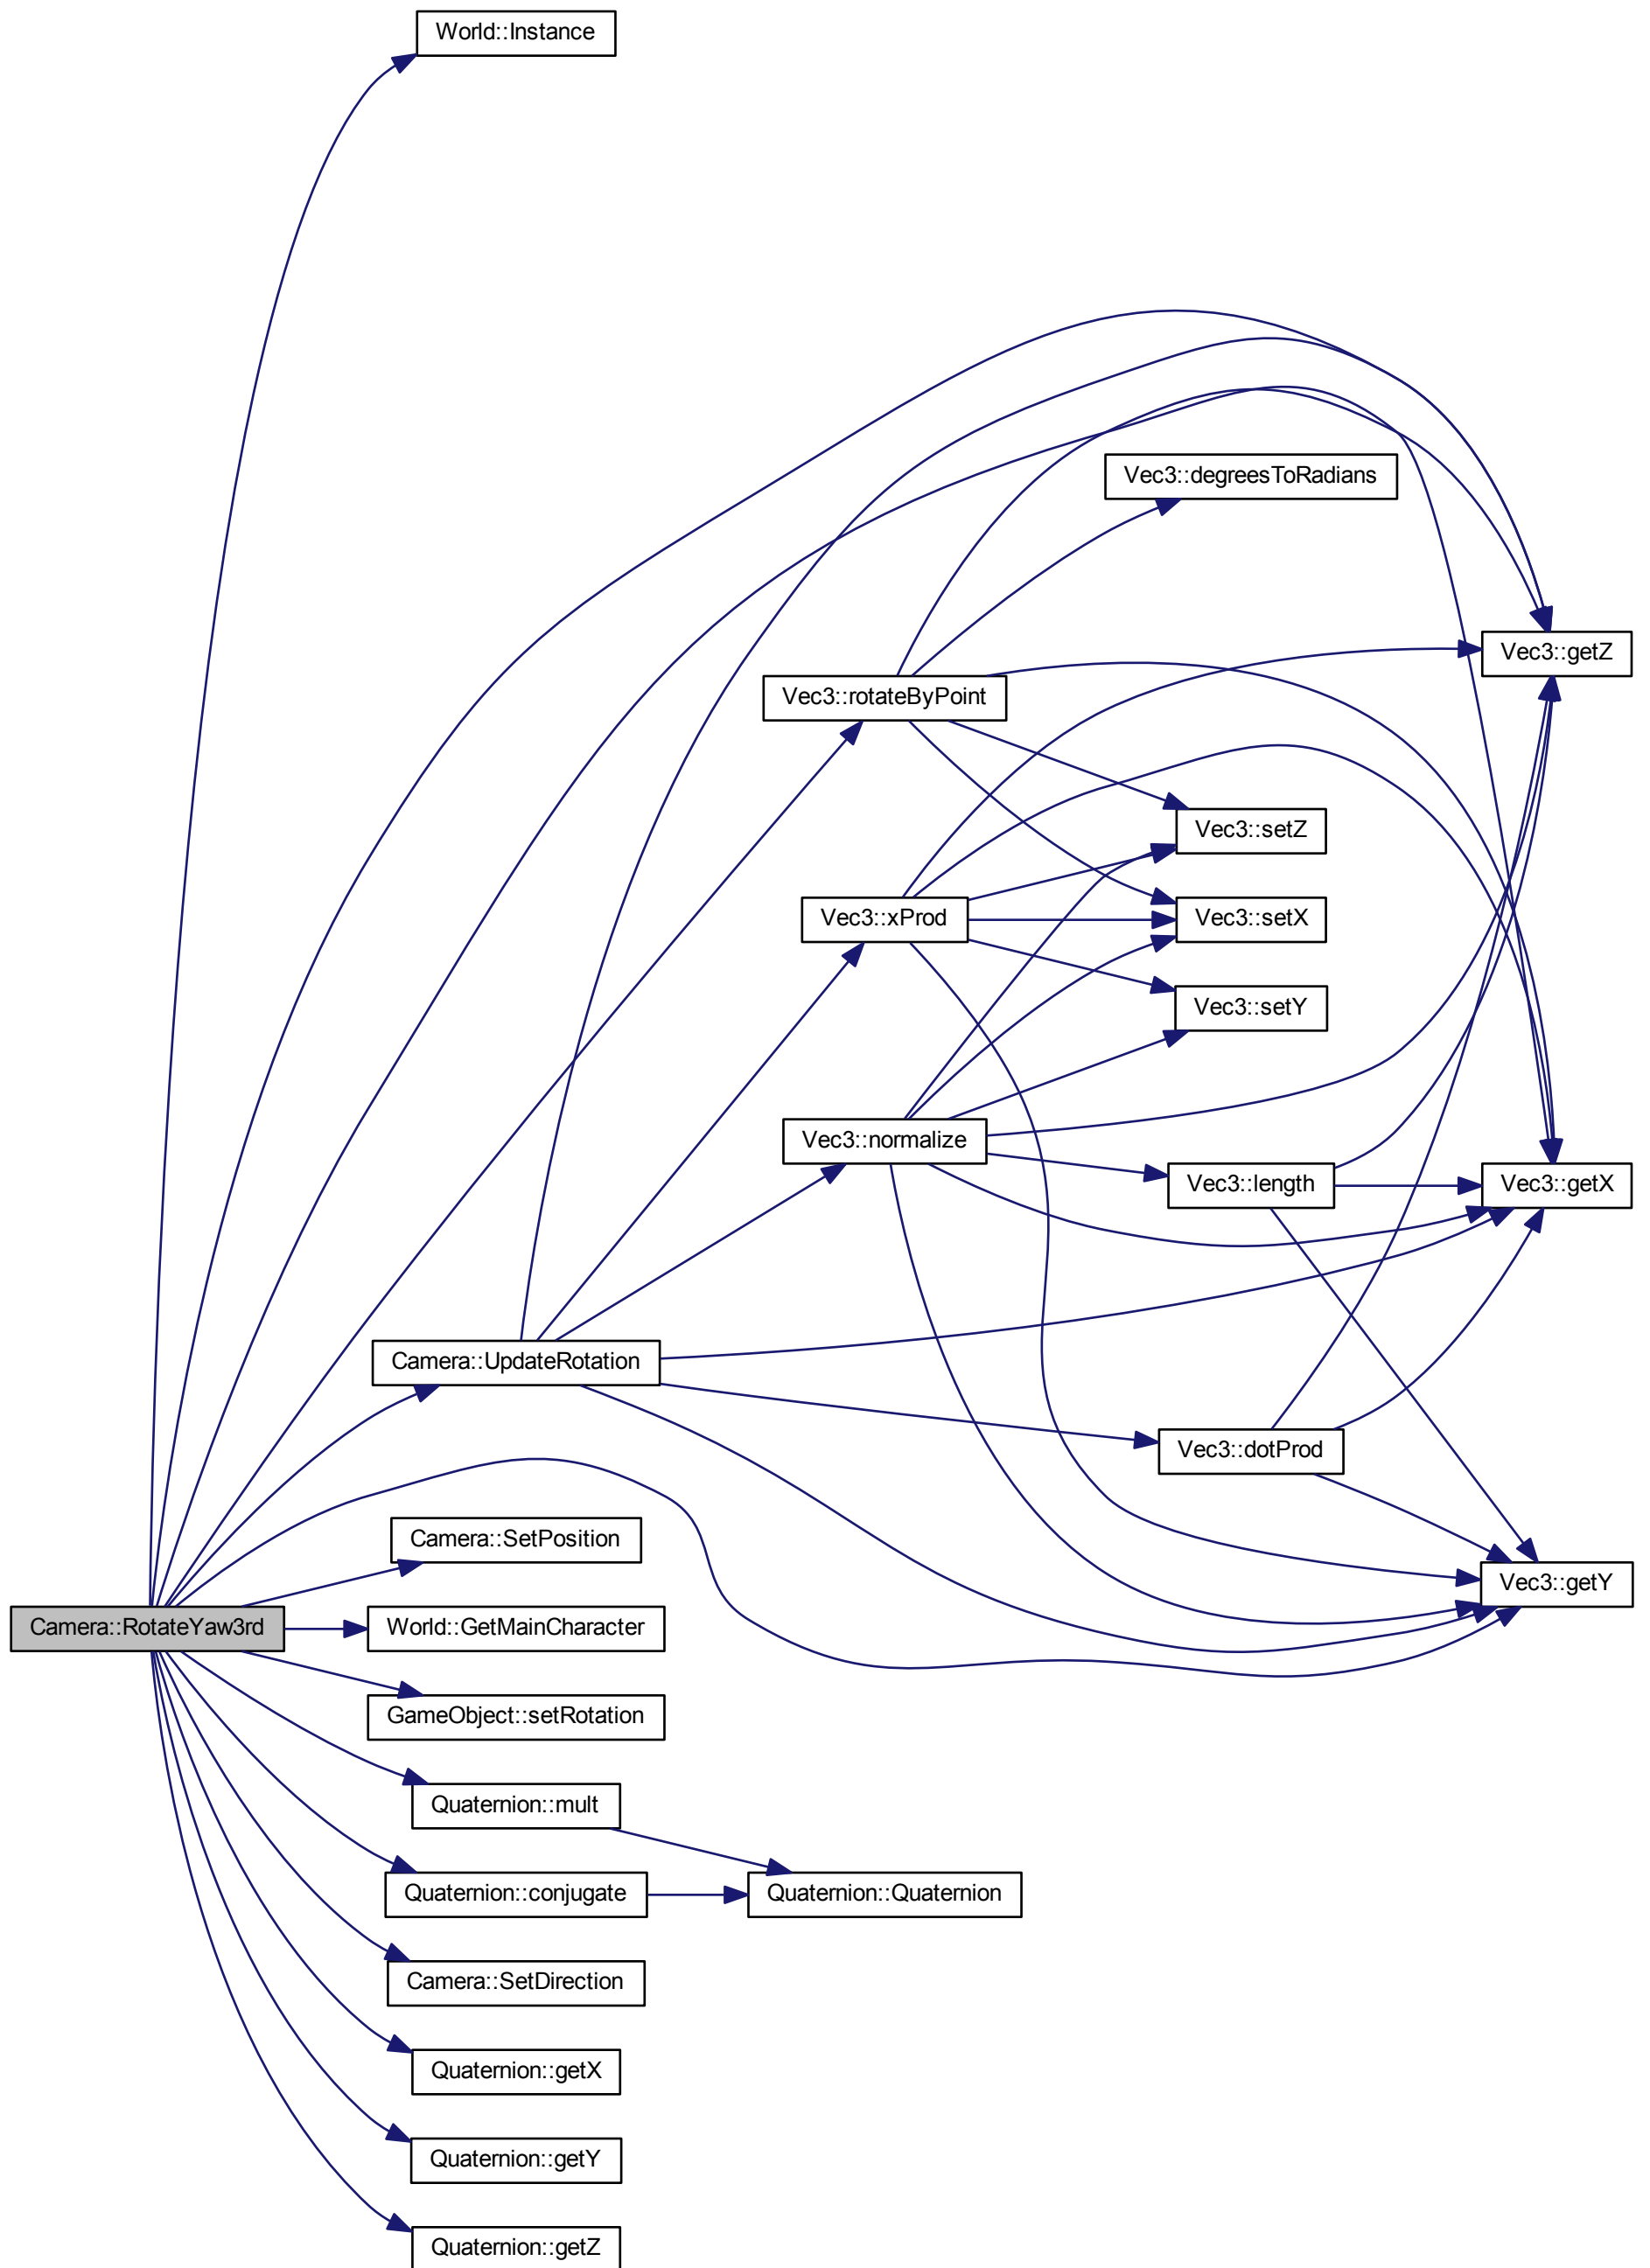 World::Instance
Vec3::degreesToRadians
Vec3::getZ
Vec3::rotateByPoint
Vec3::setZ
Vec3::xProd
Vec3::setX
Vec3::setY
Vec3::normalize
Vec3::length
Vec3::getX
Camera::UpdateRotation
Vec3::dotProd
Camera::SetPosition
Vec3::getY
Camera::RotateYaw3rd
World::GetMainCharacter
GameObject::setRotation
Quaternion::mult
Quaternion::conjugate
Quaternion::Quaternion
Camera::SetDirection
Quaternion::getX
Quaternion::getY
Quaternion::getZ